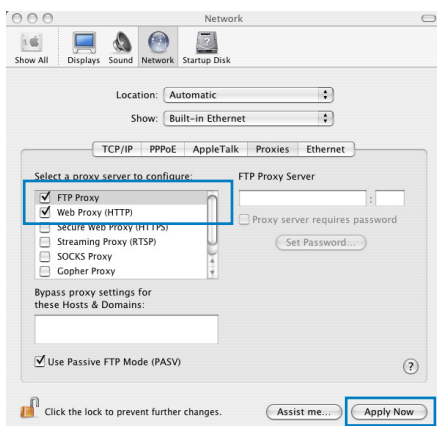 Network
Show All Displays Sound Network Startup Disk
Location: Automatic
Show: Built-in Ethernet
TCP/IP PPPoE AppleTalk Proxies Ethernet
Select a proxy server to configure:
FTP Proxy
Web Proxy (HTTP)
Secure Web Proxy (HTTPS)
Streaming Proxy (RTSP)
SOCKS Proxy
Gopher Proxy
FTP Proxy Server
:
Proxy server requires password
Set Password...
Bypass proxy settings for
these Hosts & Domains:
Use Passive FTP Mode (PASV)
?
Click the lock to prevent further changes.
Assist me...
Apply Now